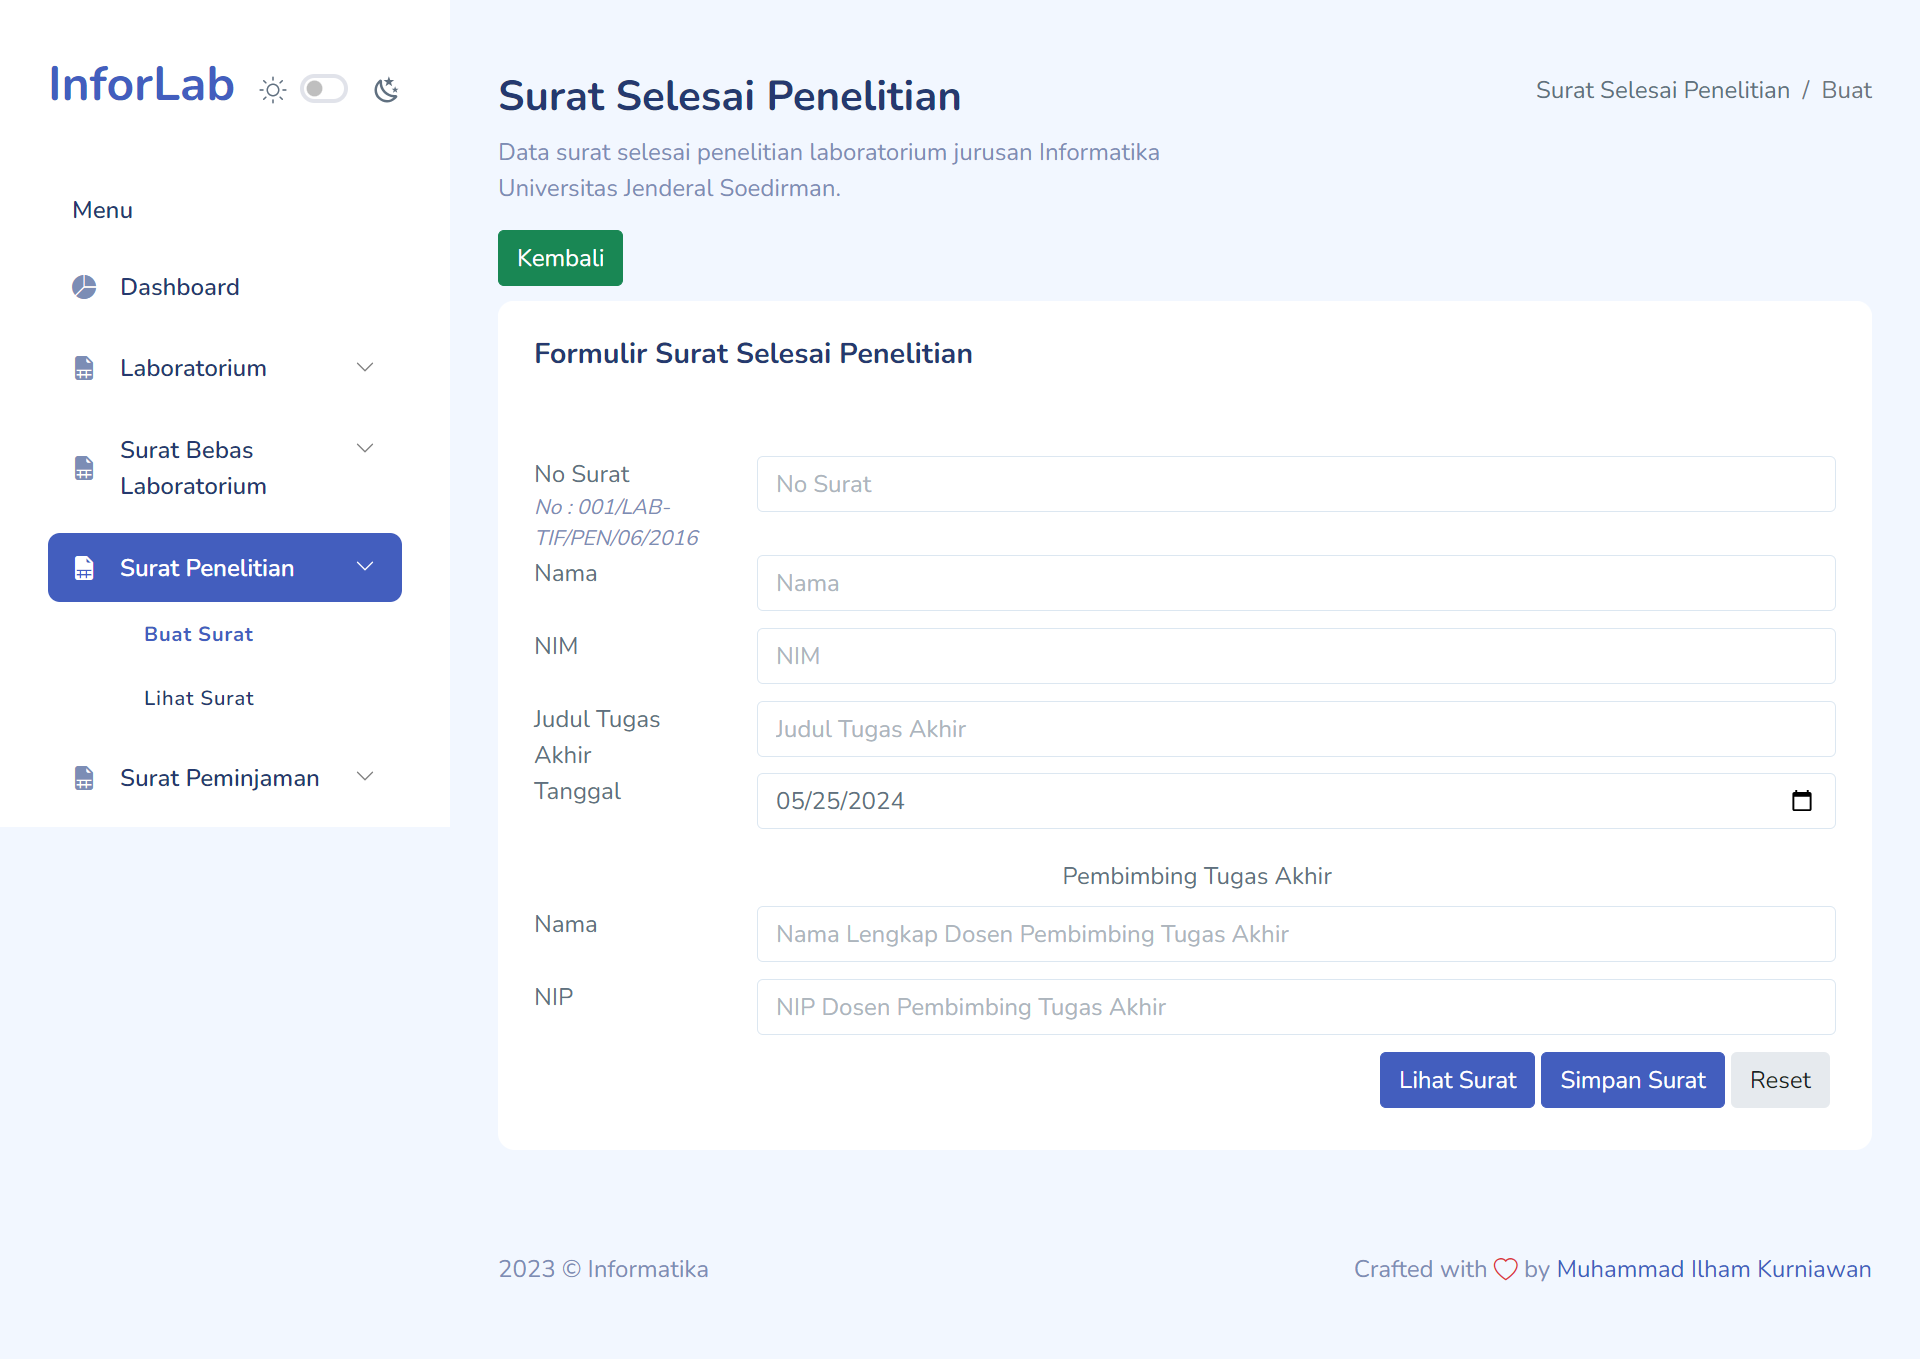 InforLab
Menu
Dashboard
Laboratorium
Surat Bebas
Laboratorium
Surat Penelitian
Buat Surat
Lihat Surat
Surat Peminjaman
Surat Selesai Penelitian
Surat Selesai Penelitian / Buat
Data surat selesai penelitian laboratorium jurusan Informatika
Universitas Jenderal Soedirman.
Kembali
Formulir Surat Selesai Penelitian
No Surat
No : 001/LAB-
TIF/PEN/06/2016
No Surat
Nama
Nama
NIM
NIM
Judul Tugas
Akhir
Judul Tugas Akhir
Tanggal
05/25/2024
Pembimbing Tugas Akhir
Nama
Nama Lengkap Dosen Pembimbing Tugas Akhir
NIP
NIP Dosen Pembimbing Tugas Akhir
Lihat Surat
Simpan Surat
Reset
2023 © Informatika
Crafted with by Muhammad Ilham Kurniawan